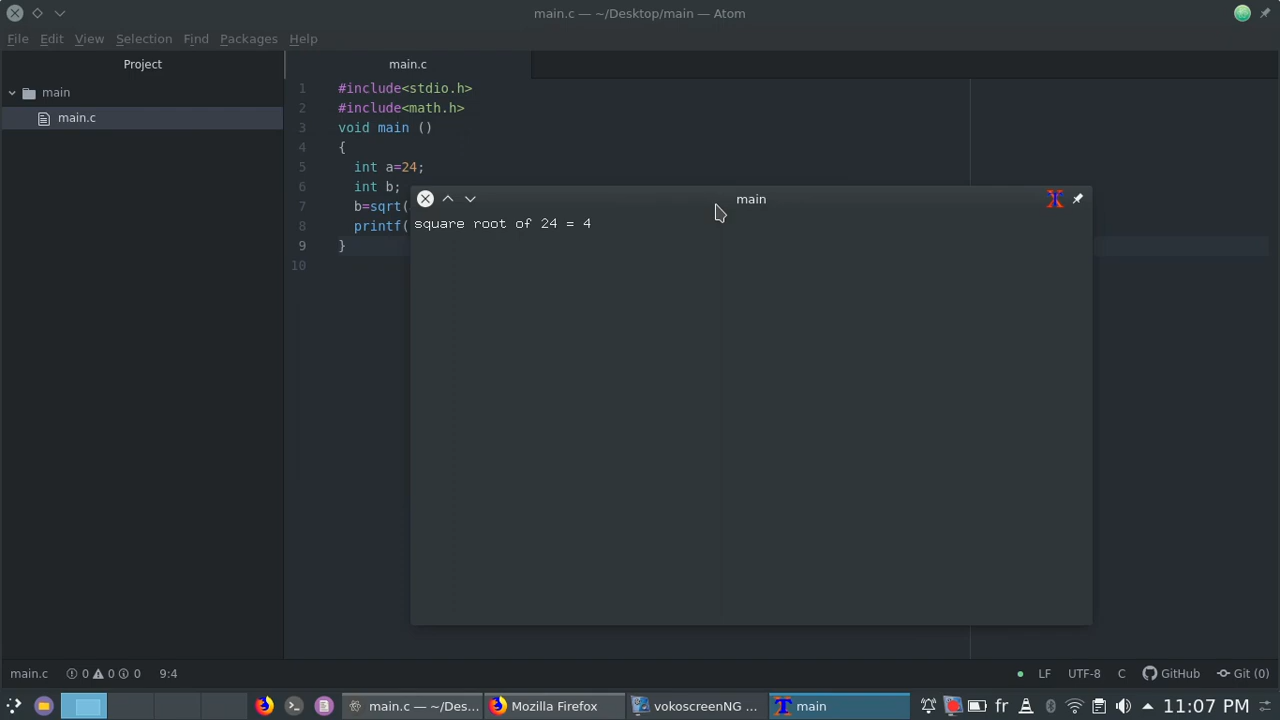 main.c — ~/Desktop/main — Atom
File Edit View Selection Find Packages Help
Project
main
main.c
main.c
1 #include<stdio.h>
2 #include<math.h>
3 void main ()
4 {
5 int a=24;
6 int b;
7 b=sqrt(
8 printf(
9 }
10
main
square root of 24 = 4
main.c 0 0 0 9:4 LF UTF-8 C GitHub Git (0)
main.c — ~/Des... Mozilla Firefox vokoscreenNG ... main fr 11:07 PM